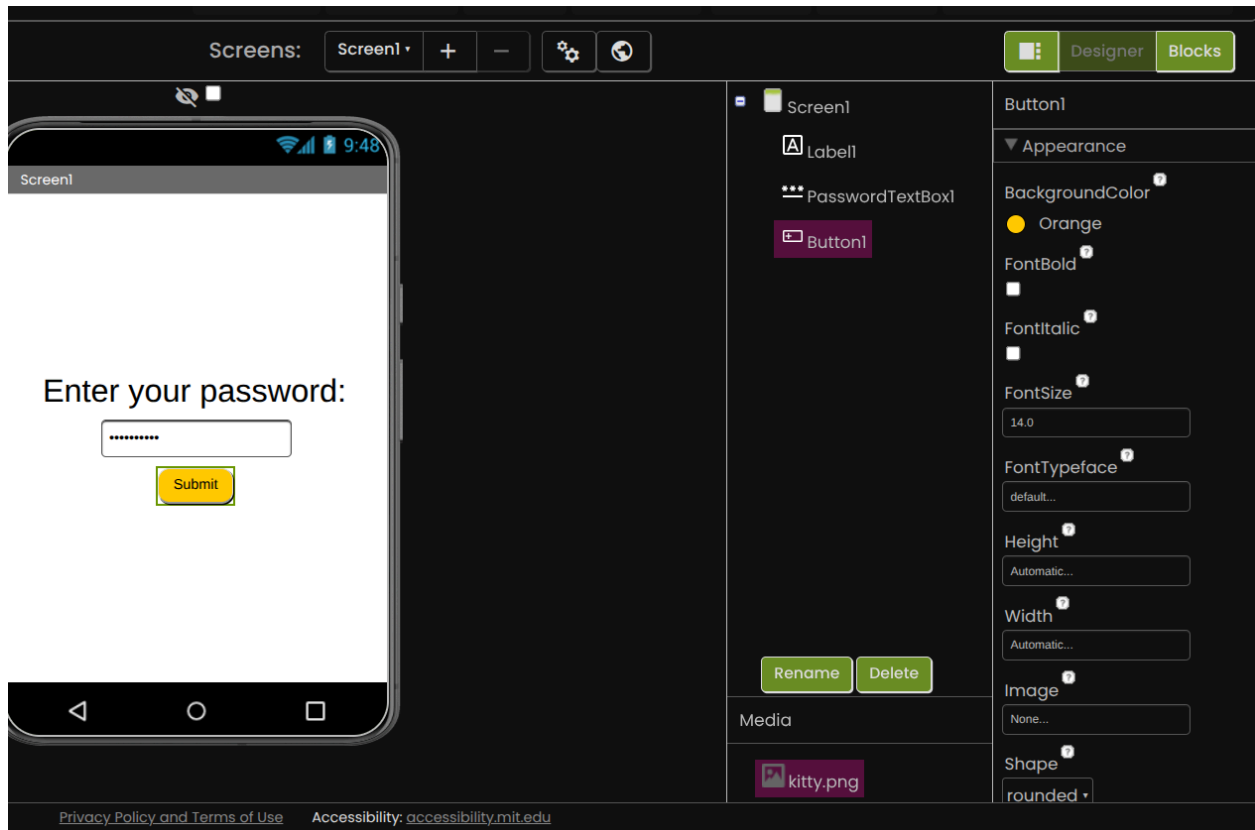 Screens:
Screen1
Designer
Blocks
9:48
Screen1
Enter your password:
••••••••••
Submit
Screen1
Label1
PasswordTextBox1
Button1
Rename
Delete
Media
kitty.png
Button1
Appearance
BackgroundColor
Orange
FontBold
FontItalic
FontSize
14.0
FontTypeface
default...
Height
Automatic...
Width
Automatic...
Image
None...
Shape
rounded
Privacy Policy and Terms of Use
Accessibility: accessibility.mit.edu